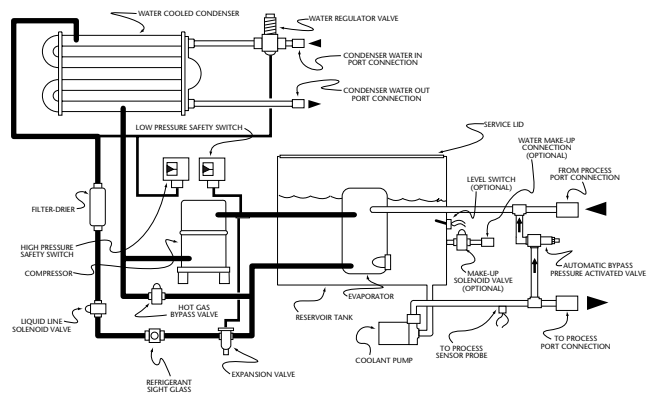 WATER COOLED CONDENSER
WATER REGULATOR VALVE
CONDENSER WATER IN
PORT CONNECTION
CONDENSER WATER OUT
PORT CONNECTION
LOW PRESSURE SAFETY SWITCH
SERVICE LID
WATER MAKE-UP
CONNECTION
(OPTIONAL)
LEVEL SWITCH
(OPTIONAL)
FROM PROCESS
PORT CONNECTION
FILTER-DRIER
HIGH PRESSURE
SAFETY SWITCH
COMPRESSOR
AUTOMATIC BYPASS
PRESSURE ACTIVATED VALVE
MAKE-UP
SOLENOID VALVE
(OPTIONAL)
EVAPORATOR
HOT GAS
BYPASS VALVE
RESERVOIR TANK
LIQUID LINE
SOLENOID VALVE
TO PROCESS
SENSOR PROBE
TO PROCESS
PORT CONNECTION
COOLANT PUMP
EXPANSION VALVE
REFRIGERANT
SIGHT GLASS